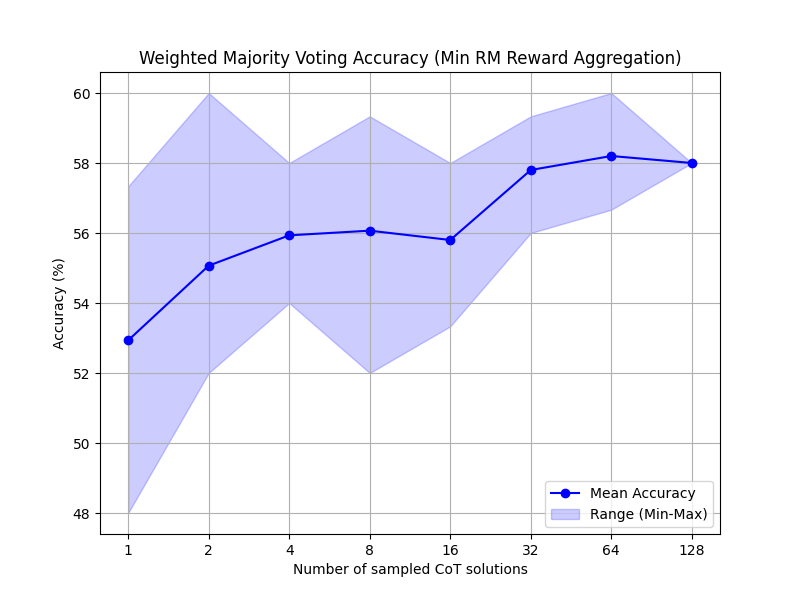 Weighted Majority Voting Accuracy (Min RM Reward Aggregation)
60
58
56
54
52
50
48
Accuracy (%)
1 2 4 8 16 32 64 128
Number of sampled CoT solutions
Mean Accuracy
Range (Min-Max)